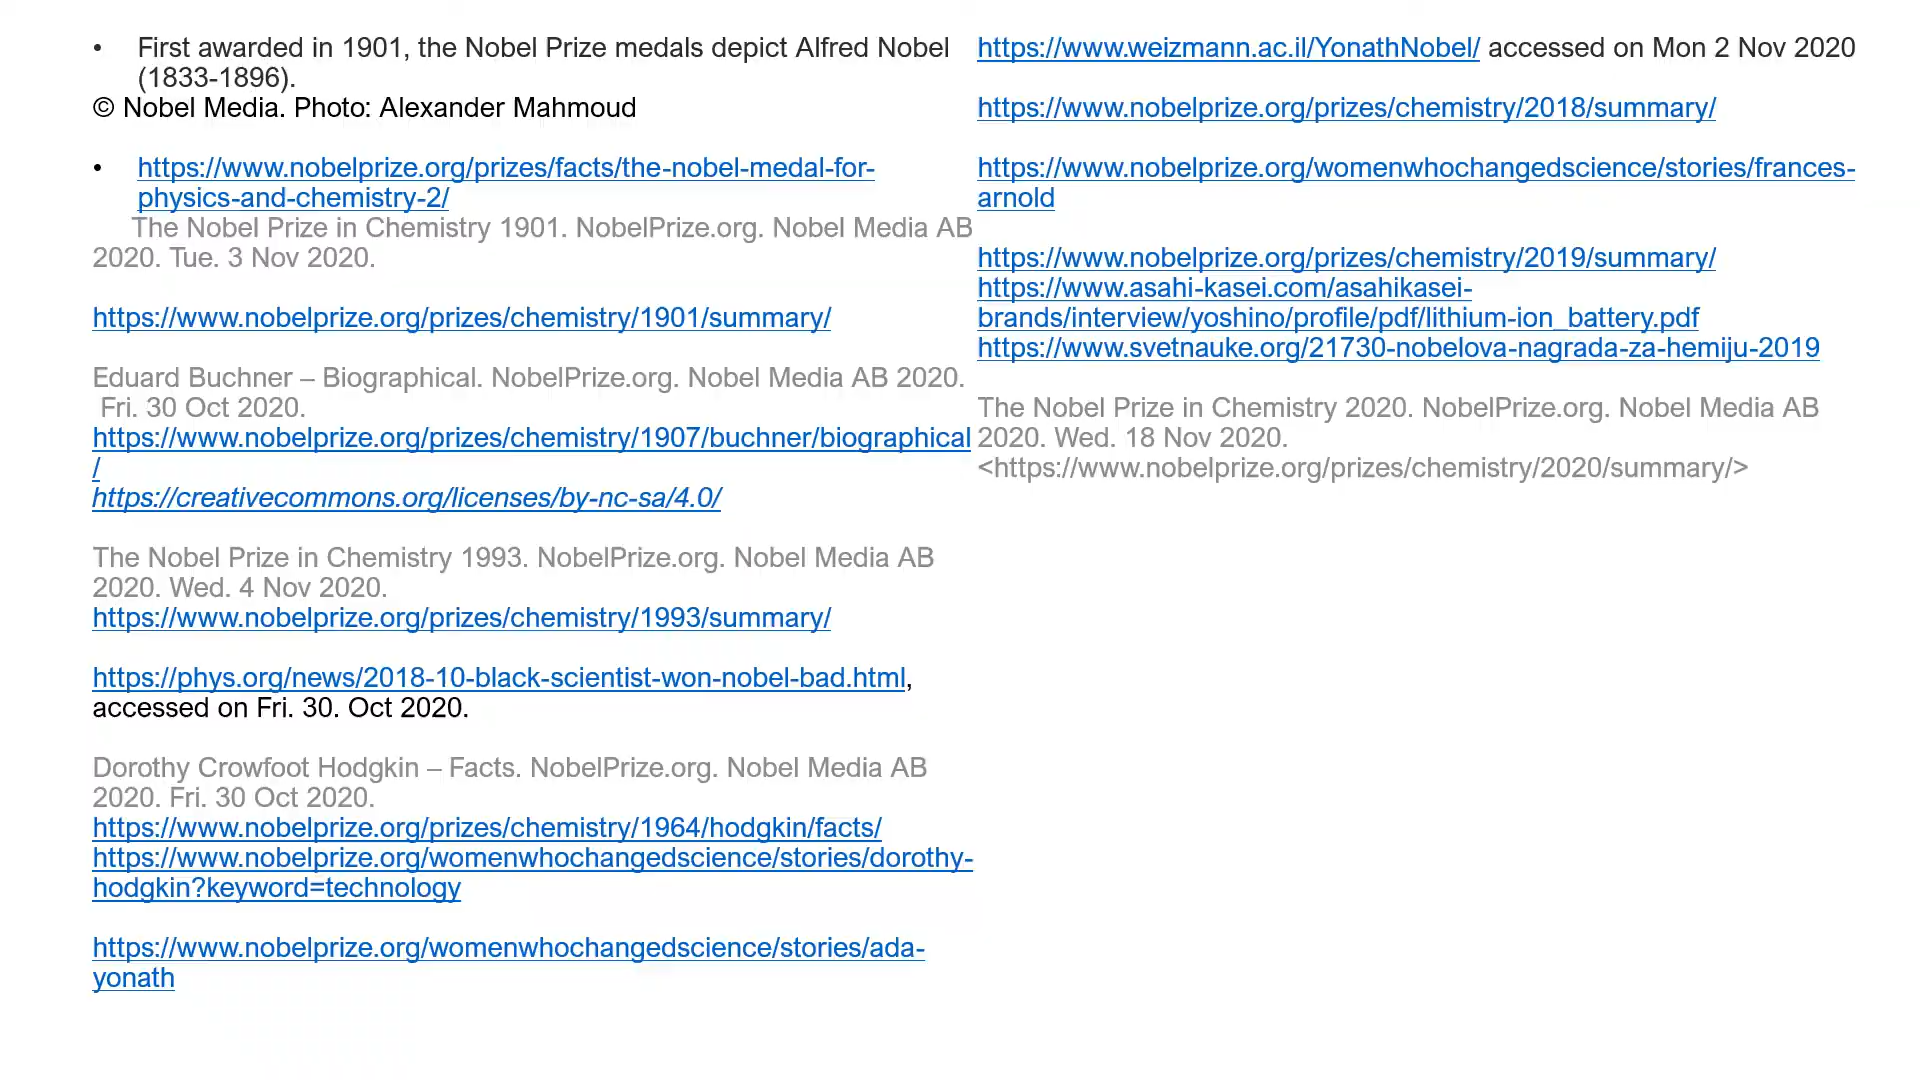 • First awarded in 1901, the Nobel Prize medals depict Alfred Nobel
(1833-1896).
© Nobel Media. Photo: Alexander Mahmoud
• https://www.nobelprize.org/prizes/facts/the-nobel-medal-for-
physics-and-chemistry-2/
The Nobel Prize in Chemistry 1901. NobelPrize.org. Nobel Media AB
2020. Tue. 3 Nov 2020.
https://www.nobelprize.org/prizes/chemistry/1901/summary/
Eduard Buchner – Biographical. NobelPrize.org. Nobel Media AB 2020.
Fri. 30 Oct 2020.
https://www.nobelprize.org/prizes/chemistry/1907/buchner/biographical
/
https://creativecommons.org/licenses/by-nc-sa/4.0/
The Nobel Prize in Chemistry 1993. NobelPrize.org. Nobel Media AB
2020. Wed. 4 Nov 2020.
https://www.nobelprize.org/prizes/chemistry/1993/summary/
https://phys.org/news/2018-10-black-scientist-won-nobel-bad.html,
accessed on Fri. 30. Oct 2020.
Dorothy Crowfoot Hodgkin – Facts. NobelPrize.org. Nobel Media AB
2020. Fri. 30 Oct 2020.
https://www.nobelprize.org/prizes/chemistry/1964/hodgkin/facts/
https://www.nobelprize.org/womenwhochangedscience/stories/dorothy-
hodgkin?keyword=technology
https://www.nobelprize.org/womenwhochangedscience/stories/ada-
yonath
https://www.weizmann.ac.il/YonathNobel/ accessed on Mon 2 Nov 2020
https://www.nobelprize.org/prizes/chemistry/2018/summary/
https://www.nobelprize.org/womenwhochangedscience/stories/frances-
arnold
https://www.nobelprize.org/prizes/chemistry/2019/summary/
https://www.asahi-kasei.com/asahikasei-
brands/interview/yoshino/profile/pdf/lithium-ion_battery.pdf
https://www.svetnauke.org/21730-nobelova-nagrada-za-hemiju-2019
The Nobel Prize in Chemistry 2020. NobelPrize.org. Nobel Media AB
2020. Wed. 18 Nov 2020.
<https://www.nobelprize.org/prizes/chemistry/2020/summary/>